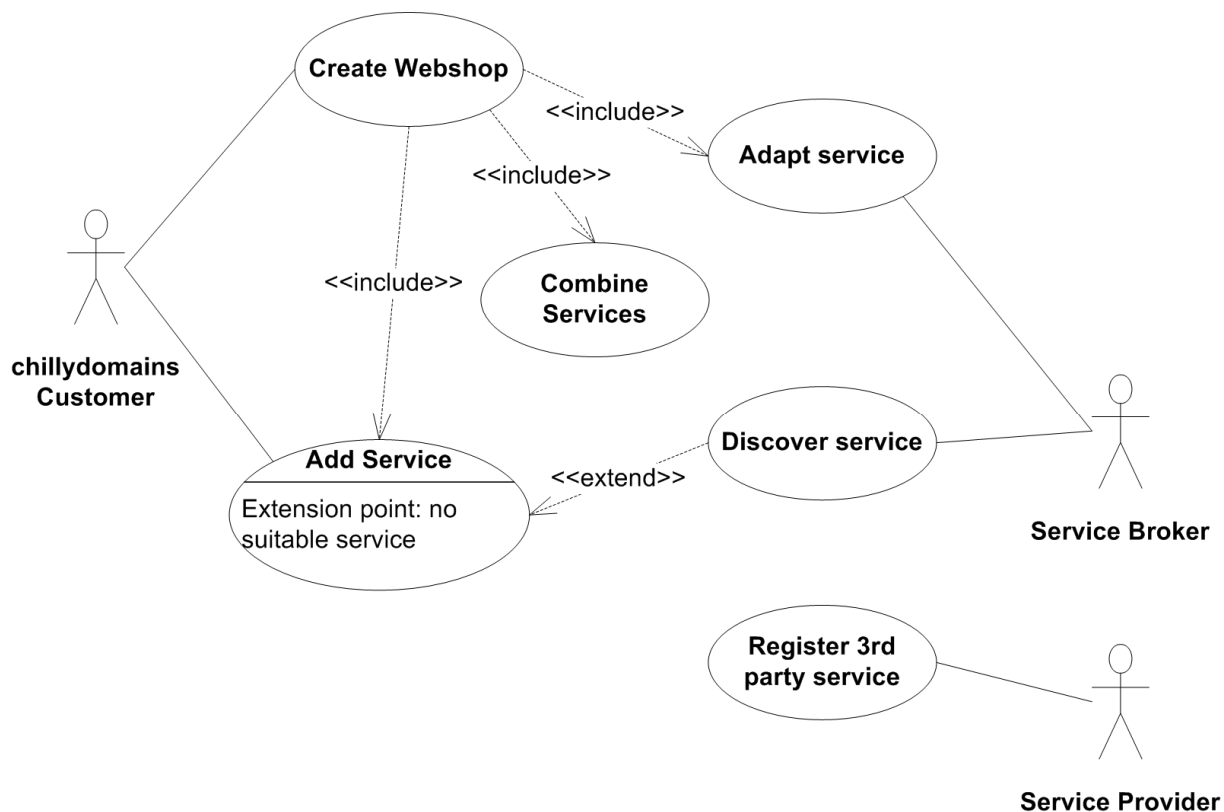 Create Webshop
<<include>>
Adapt service
<<include>>
<<include>>
Combine
Services
chillydomains
Customer
Add Service
Extension point: no
suitable service
<<extend>>
Discover service
Service Broker
Register 3rd
party service
Service Provider